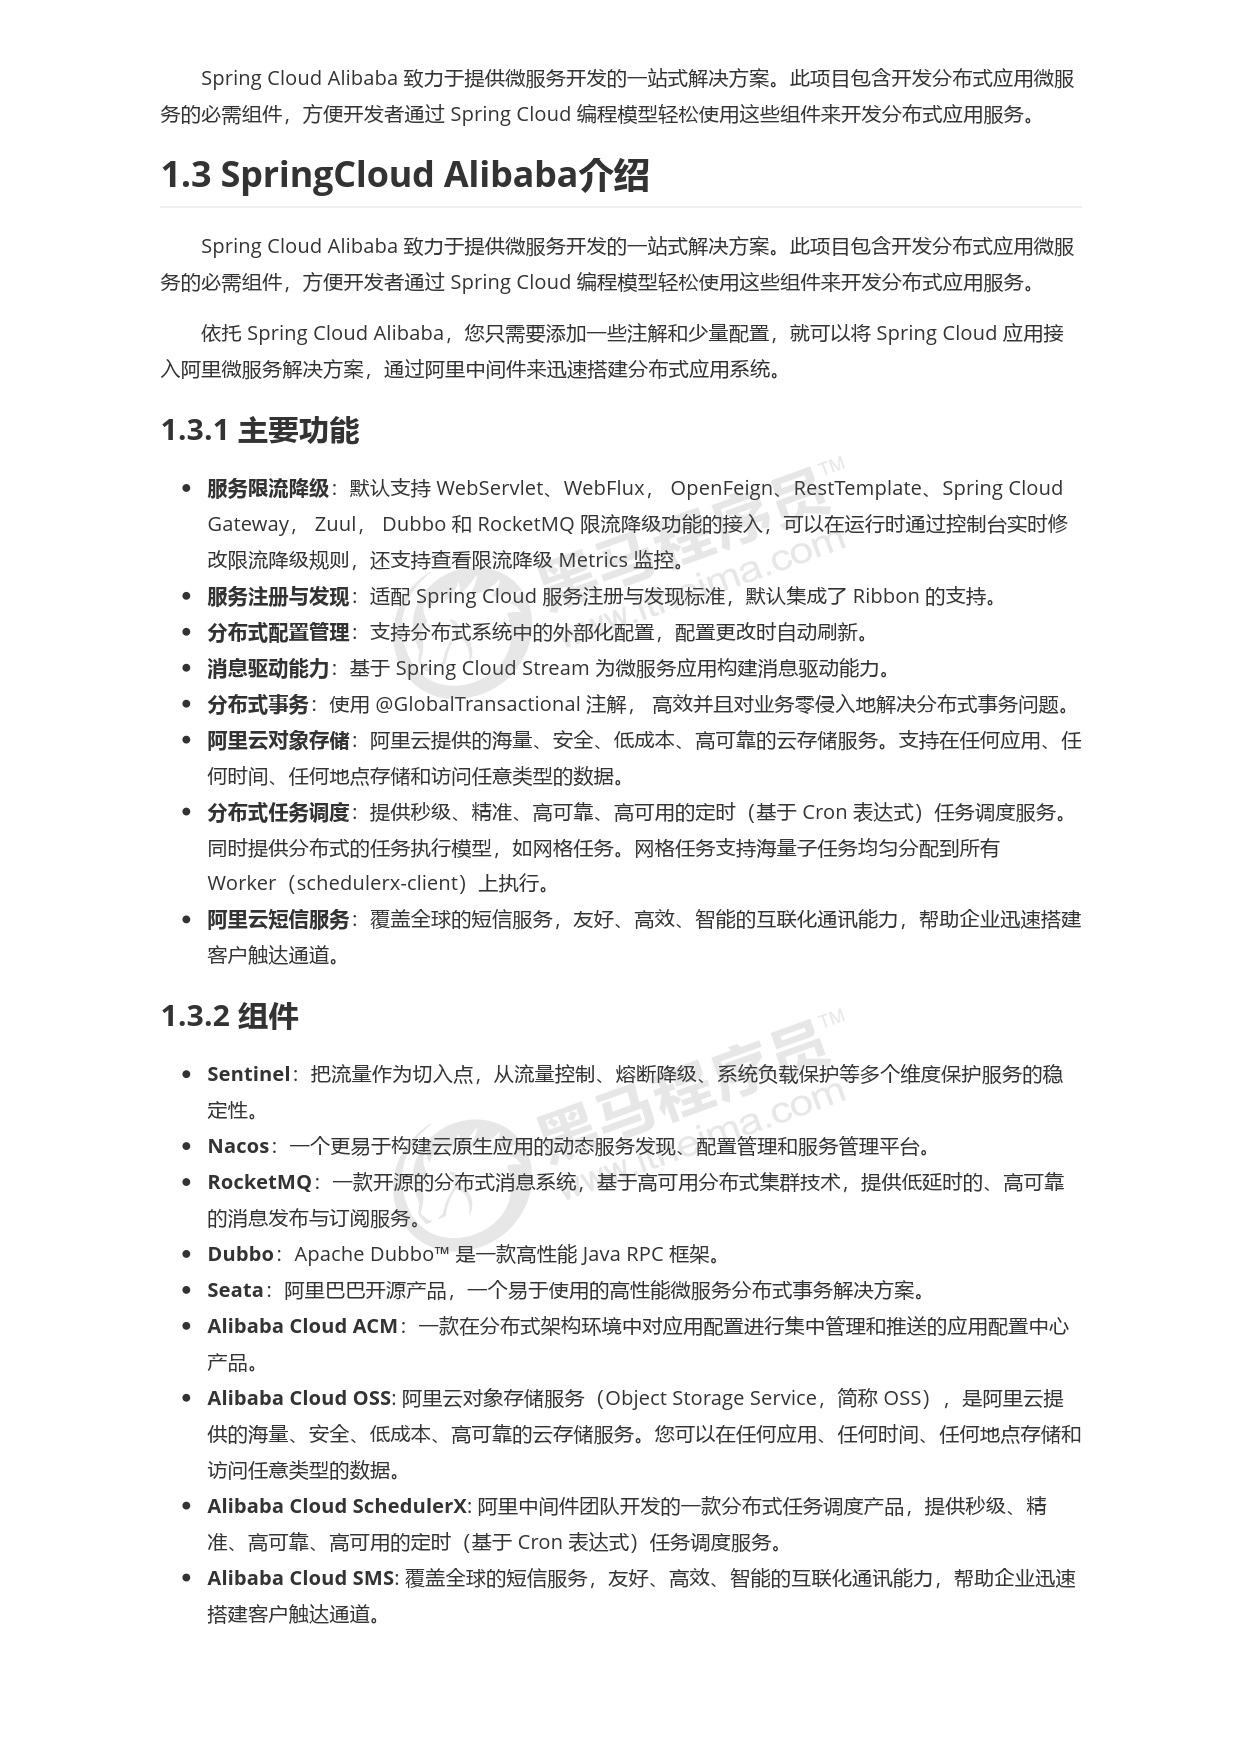 Spring Cloud Alibaba 致力于提供微服务开发的一站式解决方案。此项目包含开发分布式应用微服
务的必需组件，方便开发者通过 Spring Cloud 编程模型轻松使用这些组件来开发分布式应用服务。
1.3 SpringCloud Alibaba介绍
Spring Cloud Alibaba 致力于提供微服务开发的一站式解决方案。此项目包含开发分布式应用微服
务的必需组件，方便开发者通过 Spring Cloud 编程模型轻松使用这些组件来开发分布式应用服务。
依托 Spring Cloud Alibaba，您只需要添加一些注解和少量配置，就可以将 Spring Cloud 应用接
入阿里微服务解决方案，通过阿里中间件来迅速搭建分布式应用系统。
1.3.1 主要功能
• 服务限流降级：默认支持 WebServlet、WebFlux， OpenFeign、RestTemplate、Spring Cloud
Gateway， Zuul， Dubbo 和 RocketMQ 限流降级功能的接入，可以在运行时通过控制台实时修
改限流降级规则，还支持查看限流降级 Metrics 监控。
• 服务注册与发现：适配 Spring Cloud 服务注册与发现标准，默认集成了 Ribbon 的支持。
• 分布式配置管理：支持分布式系统中的外部化配置，配置更改时自动刷新。
• 消息驱动能力：基于 Spring Cloud Stream 为微服务应用构建消息驱动能力。
• 分布式事务：使用 @GlobalTransactional 注解， 高效并且对业务零侵入地解决分布式事务问题。
• 阿里云对象存储：阿里云提供的海量、安全、低成本、高可靠的云存储服务。支持在任何应用、任
何时间、任何地点存储和访问任意类型的数据。
• 分布式任务调度：提供秒级、精准、高可靠、高可用的定时（基于 Cron 表达式）任务调度服务。
同时提供分布式的任务执行模型，如网格任务。网格任务支持海量子任务均匀分配到所有
Worker（schedulerx-client）上执行。
• 阿里云短信服务：覆盖全球的短信服务，友好、高效、智能的互联化通讯能力，帮助企业迅速搭建
客户触达通道。
黑马程序员™
www.itheima.com
1.3.2 组件
• Sentinel：把流量作为切入点，从流量控制、熔断降级、系统负载保护等多个维度保护服务的稳
定性。
• Nacos：一个更易于构建云原生应用的动态服务发现、配置管理和服务管理平台。
• RocketMQ：一款开源的分布式消息系统，基于高可用分布式集群技术，提供低延时的、高可靠
的消息发布与订阅服务。
• Dubbo：Apache Dubbo™ 是一款高性能 Java RPC 框架。
• Seata：阿里巴巴开源产品，一个易于使用的高性能微服务分布式事务解决方案。
• Alibaba Cloud ACM：一款在分布式架构环境中对应用配置进行集中管理和推送的应用配置中心
产品。
• Alibaba Cloud OSS: 阿里云对象存储服务（Object Storage Service，简称 OSS），是阿里云提
供的海量、安全、低成本、高可靠的云存储服务。您可以在任何应用、任何时间、任何地点存储和
访问任意类型的数据。
• Alibaba Cloud SchedulerX: 阿里中间件团队开发的一款分布式任务调度产品，提供秒级、精
准、高可靠、高可用的定时（基于 Cron 表达式）任务调度服务。
• Alibaba Cloud SMS: 覆盖全球的短信服务，友好、高效、智能的互联化通讯能力，帮助企业迅速
搭建客户触达通道。
黑马程序员™
www.itheima.com